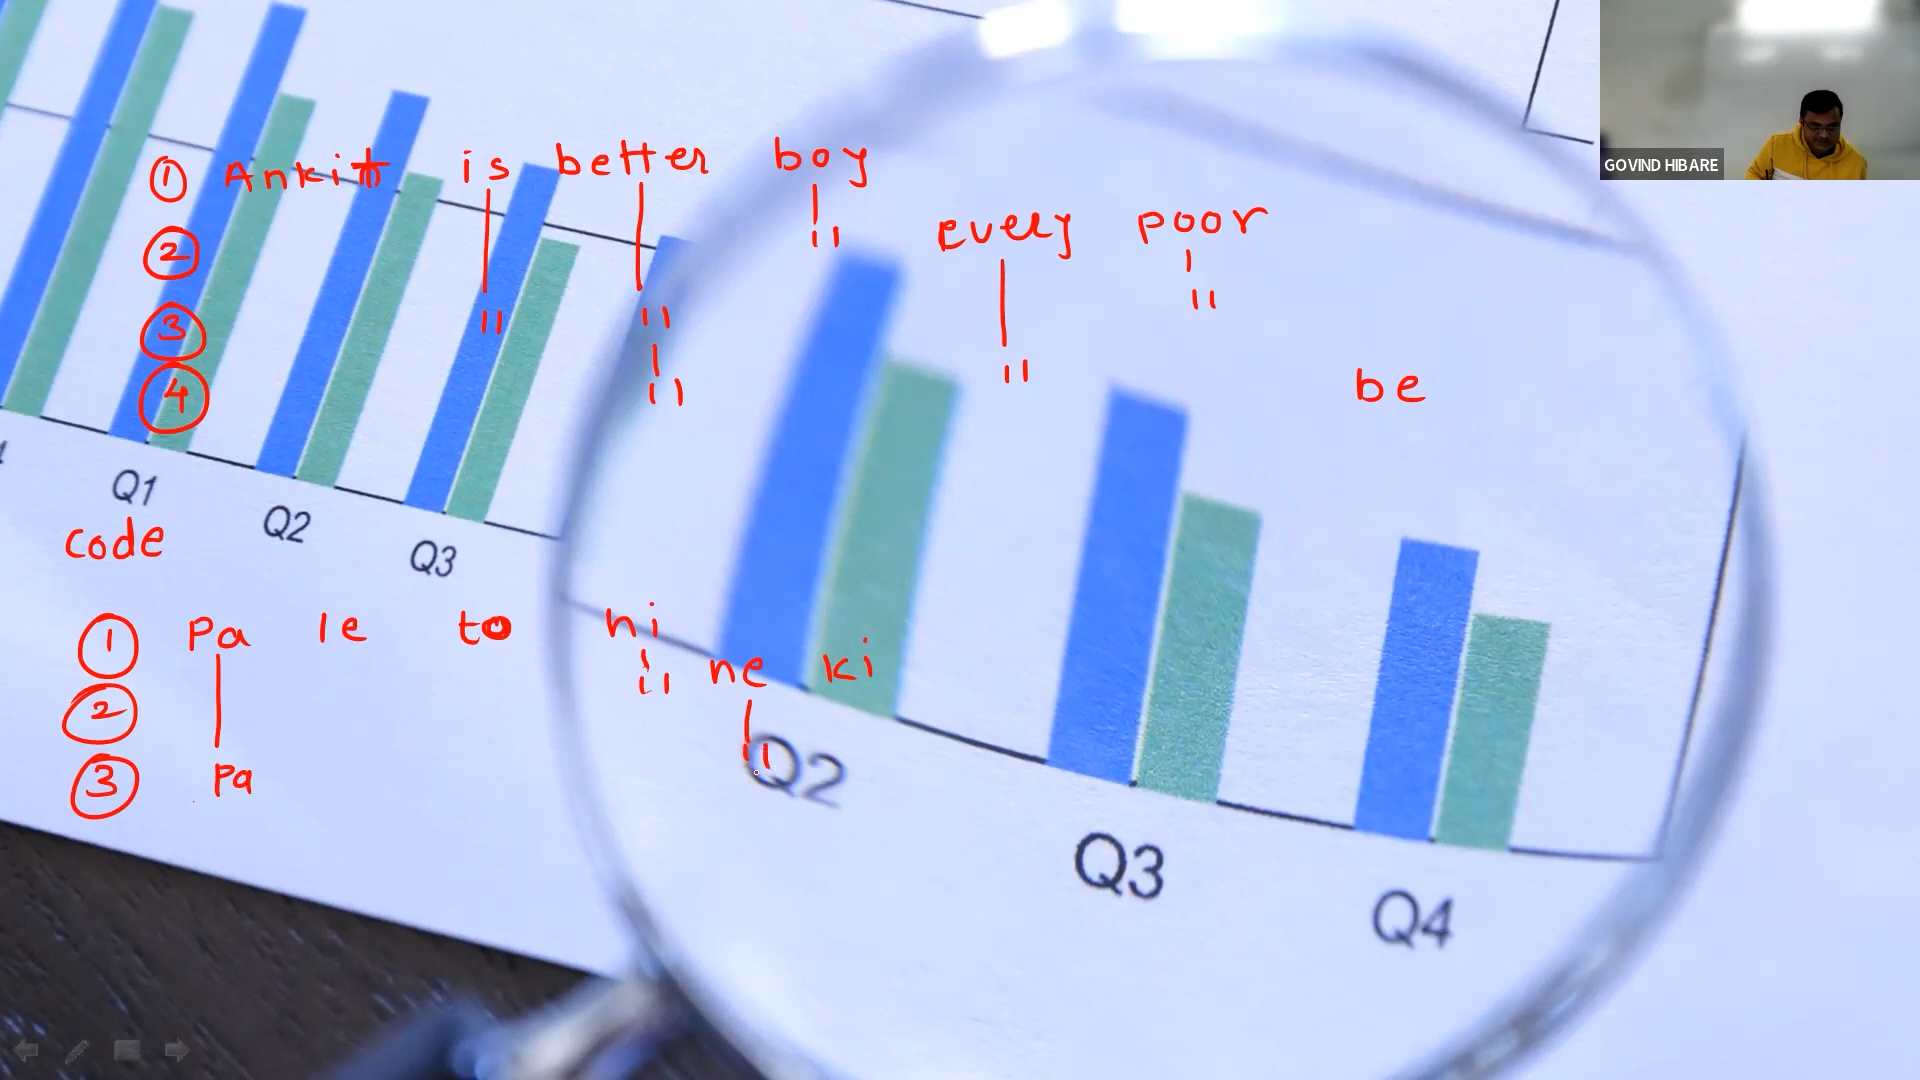 GOVIND HIBARE
① Ankit is better boy
② " every poor
③ " " "
④ " " be
Q1
Q2
Q3
code
① Pa le to ni
② " ne ki
③ Pa "
Q2
Q3
Q4